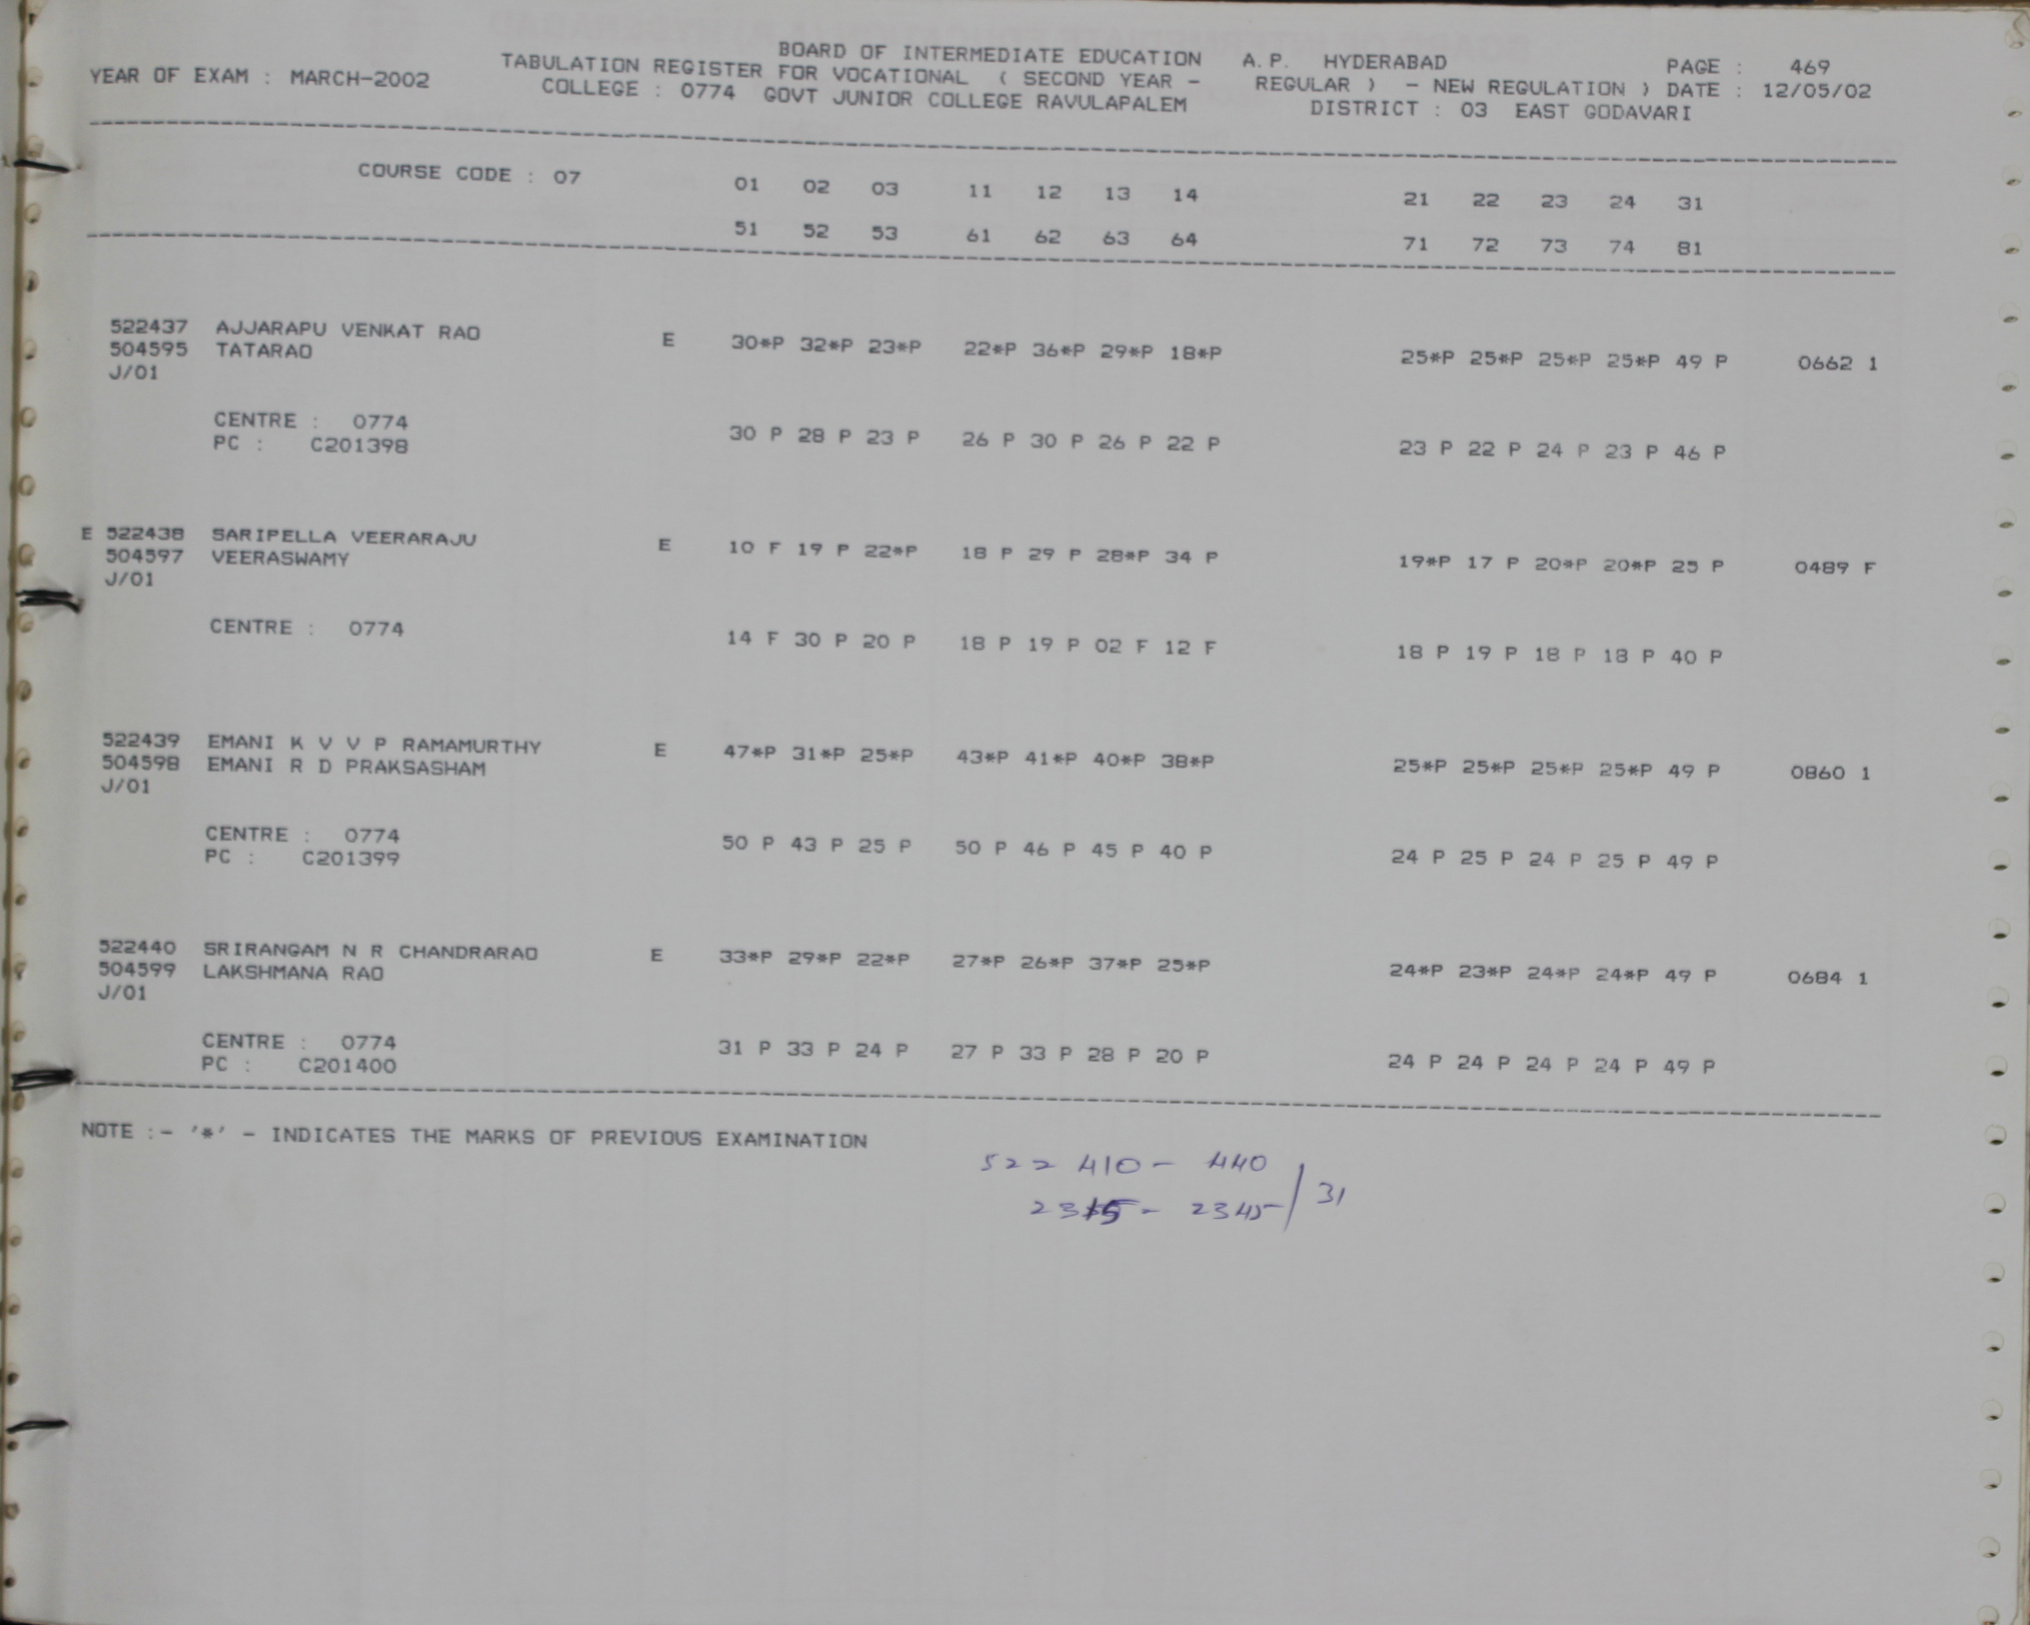 BOARD OF INTERMEDIATE EDUCATION A.P. HYDERABAD PAGE : 469
YEAR OF EXAM : MARCH-2002 TABULATION REGISTER FOR VOCATIONAL ( SECOND YEAR - REGULAR ) - NEW REGULATION ) DATE : 12/05/02
COLLEGE : 0774 GOVT JUNIOR COLLEGE RAVULAPALEM DISTRICT : 03 EAST GODAVARI
COURSE CODE : 07 01 02 03 11 12 13 14 21 22 23 24 31
51 52 53 61 62 63 64 71 72 73 74 81
522437 AJJARAPU VENKAT RAO E 30*P 32*P 23*P 22*P 36*P 29*P 18*P 25*P 25*P 25*P 25*P 49 P 0662 1
504595 TATARAO
J/01
CENTRE : 0774 30 P 28 P 23 P 26 P 30 P 26 P 22 P 23 P 22 P 24 P 23 P 46 P
PC : C201398
E 522438 SARIPELLA VEERARAJU E 10 F 19 P 22*P 18 P 29 P 28*P 34 P 19*P 17 P 20*P 20*P 25 P 0489 F
504597 VEERASWAMY
J/01
CENTRE : 0774 14 F 30 P 20 P 18 P 19 P 02 F 12 F 18 P 19 P 18 P 18 P 40 P
522439 EMANI K V V P RAMAMURTHY E 47*P 31*P 25*P 43*P 41*P 40*P 38*P 25*P 25*P 25*P 25*P 49 P 0860 1
504598 EMANI R D PRAKSASHAM
J/01
CENTRE : 0774 50 P 43 P 25 P 50 P 46 P 45 P 40 P 24 P 25 P 24 P 25 P 49 P
PC : C201399
522440 SRIRANGAM N R CHANDRARAO E 33*P 29*P 22*P 27*P 26*P 37*P 25*P 24*P 23*P 24*P 24*P 49 P 0684 1
504599 LAKSHMANA RAO
J/01
CENTRE : 0774 31 P 33 P 24 P 27 P 33 P 28 P 20 P 24 P 24 P 24 P 24 P 49 P
PC : C201400
NOTE :- '*' - INDICATES THE MARKS OF PREVIOUS EXAMINATION
522 410 - 440
2315 - 2345 / 31